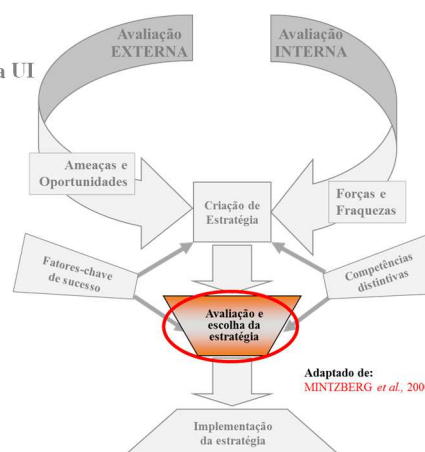 Avaliação
EXTERNA
Avaliação
INTERNA
a UI
Ameaças e
Oportunidades
Criação de
Estratégia
Forças e
Fraquezas
Fatores-chave
de sucesso
Competências
distintivas
Avaliação e
escolha da
estratégia
Adaptado de:
MINTZBERG et al., 200
Implementação
da estratégia